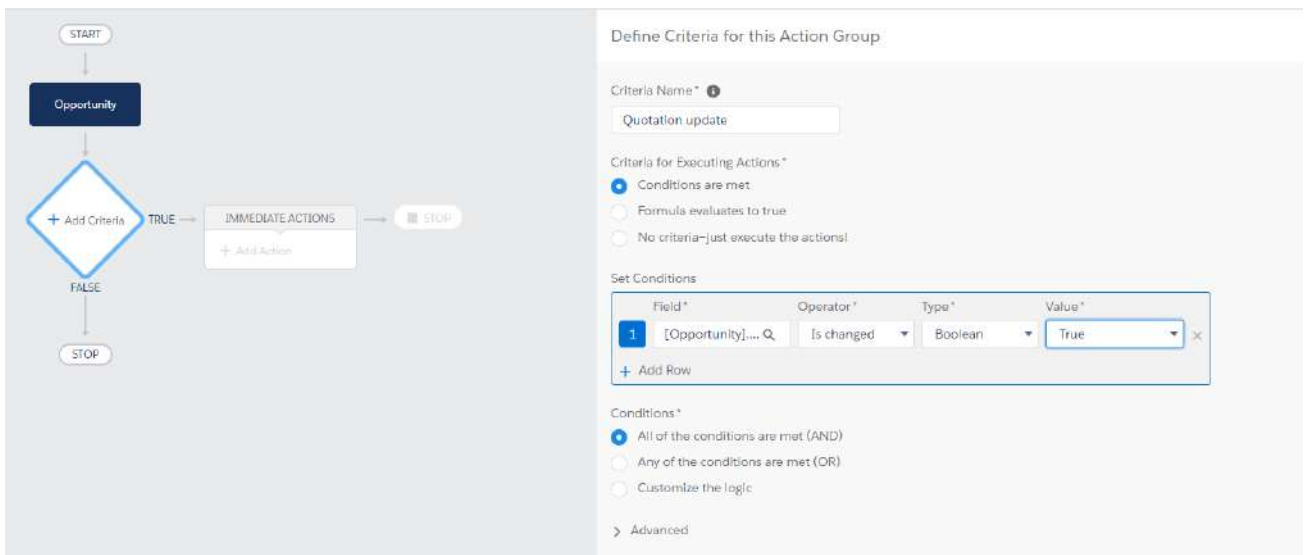 START
Opportunity
+ Add Criteria
TRUE
IMMEDIATE ACTIONS
+ Add Action
STOP
FALSE
STOP
Define Criteria for this Action Group
Criteria Name*
Quotation update
Criteria for Executing Actions*
Conditions are met
Formula evaluates to true
No criteria–just execute the actions!
Set Conditions
Field* Operator* Type* Value*
1 [Opportunity].... Is changed Boolean True ×
+ Add Row
Conditions*
All of the conditions are met (AND)
Any of the conditions are met (OR)
Customize the logic
> Advanced